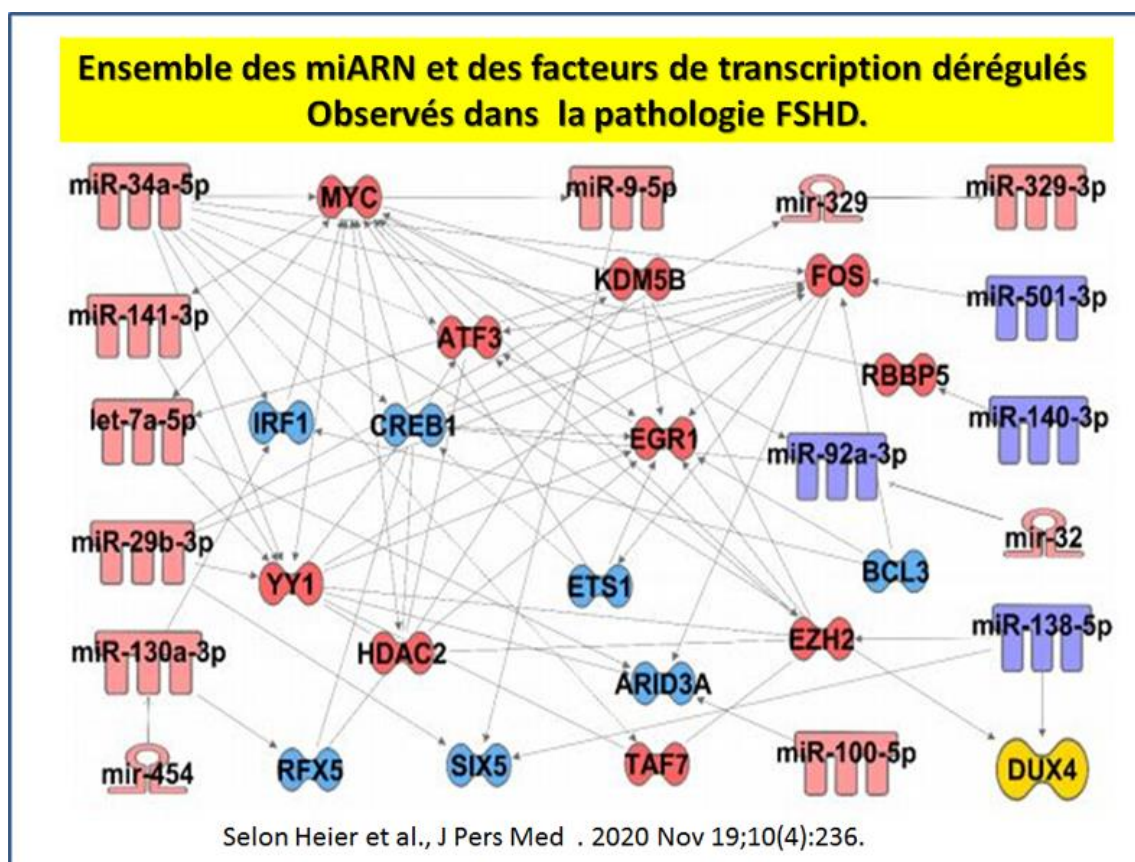 Ensemble des miARN et des facteurs de transcription dérégulés
Observés dans la pathologie FSHD.
miR-34a-5p
MYC
miR-9-5p
mir-329
miR-329-3p
KDM5B
FOS
miR-141-3p
miR-501-3p
ATF3
RBBP5
let-7a-5p
IRF1
CREB1
EGR1
miR-92a-3p
miR-140-3p
miR-29b-3p
mir-32
YY1
ETS1
BCL3
miR-130a-3p
HDAC2
EZH2
miR-138-5p
ARID3A
mir-454
RFX5
SIX5
TAF7
miR-100-5p
DUX4
Selon Heier et al., J Pers Med . 2020 Nov 19;10(4):236.